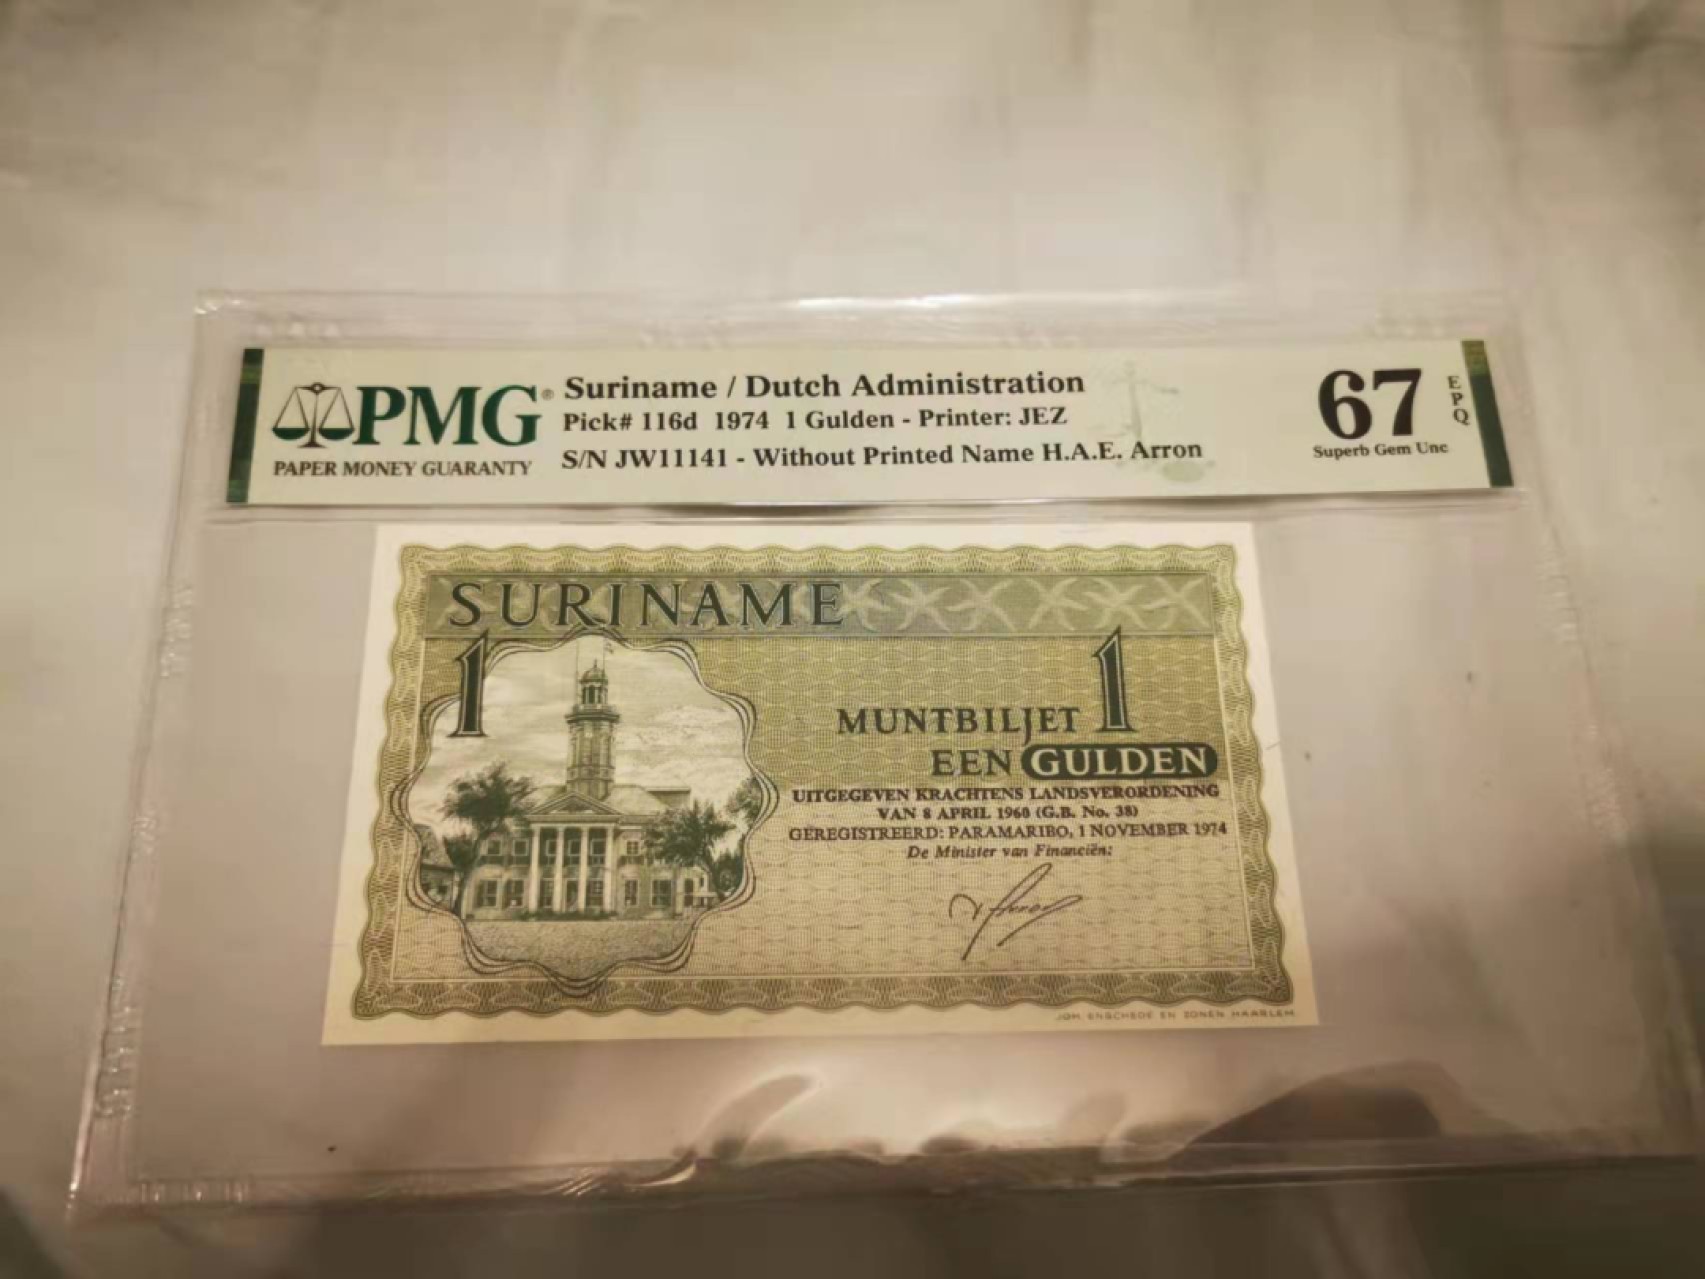 PMG®
PAPER MONEY GUARANTY
Suriname / Dutch Administration
Pick# 116d 1974 1 Gulden - Printer: JEZ
S/N JW11141 - Without Printed Name H.A.E. Arron
67
EPQ
Superb Gem Unc
SURINAME
1
1
MUNTBILJET
EEN GULDEN
UITGEGEVEN KRACHTENS LANDSVERORDENING
VAN 8 APRIL 1960 (G.B. No. 38)
GEREGISTREERD: PARAMARIBO, 1 NOVEMBER 1974
De Minister van Financiën:
JOH. ENSCHEDE EN ZONEN HAARLEM